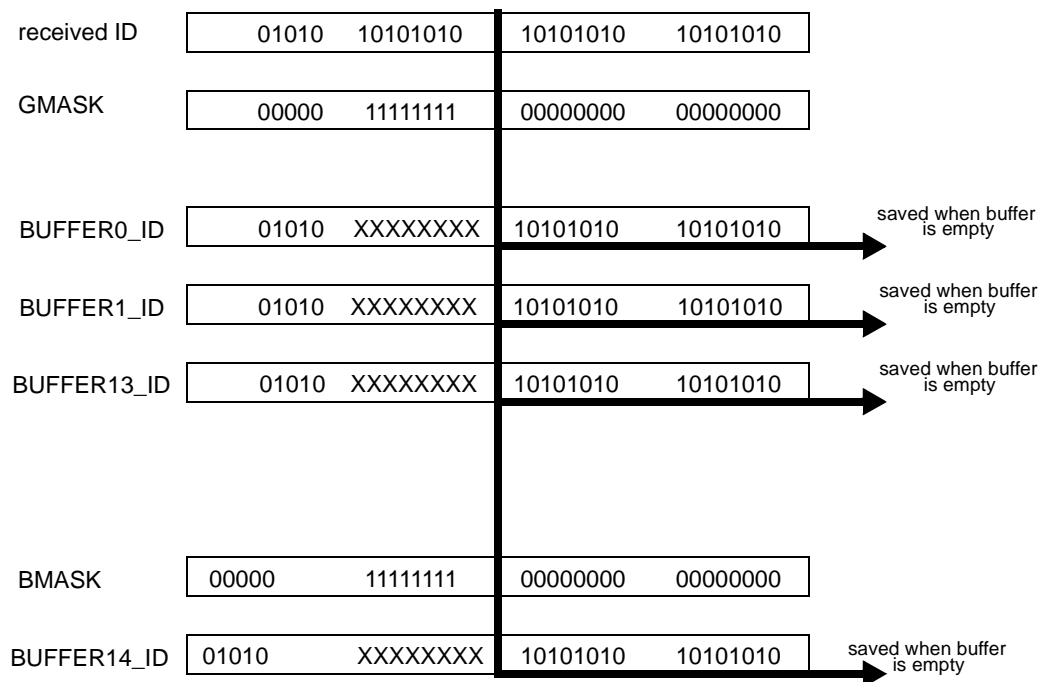 received ID 01010 10101010 10101010 10101010
GMASK 00000 11111111 00000000 00000000
BUFFER0_ID 01010 XXXXXXXX 10101010 10101010 saved when buffer
is empty
BUFFER1_ID 01010 XXXXXXXX 10101010 10101010 saved when buffer
is empty
BUFFER13_ID 01010 XXXXXXXX 10101010 10101010 saved when buffer
is empty
BMASK 00000 11111111 00000000 00000000
BUFFER14_ID 01010 XXXXXXXX 10101010 10101010 saved when buffer
is empty